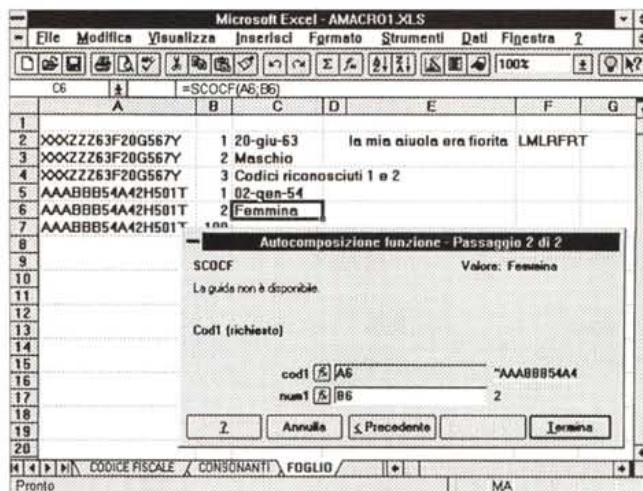 Microsoft Excel - AMACRO1.XLS
File Modifica Visualizza Inserisci Formato Strumenti Dati Finestra ?
100%
C6 =SCOCF(A6;B6)
A B C D E F G
1
2 XXXZZZ63F20G567Y 1 20-giu-63 la mia aiuola era fiorita LMLRFRT
3 XXXZZZ63F20G567Y 2 Maschio
4 XXXZZZ63F20G567Y 3 Codici riconosciuti 1 e 2
5 AAABBB54A42H501T 1 02-gen-54
6 AAABBB54A42H501T 2 Femmina
7 AAABBB54A42H501T 100
8
9
10
11
12
13
14
15
16
17
18
19
20
Autocomposizione funzione - Passaggio 2 di 2
SCOCF Valore: Femmina
La guida non è disponibile.
Cod1 (richiesto)
cod1 fx A6 "AAABBB54A4
num1 fx B6 2
? Annulla < Precedente Termina
CODICE FISCALE CONSONANTI FOGLIO
Pronto MA